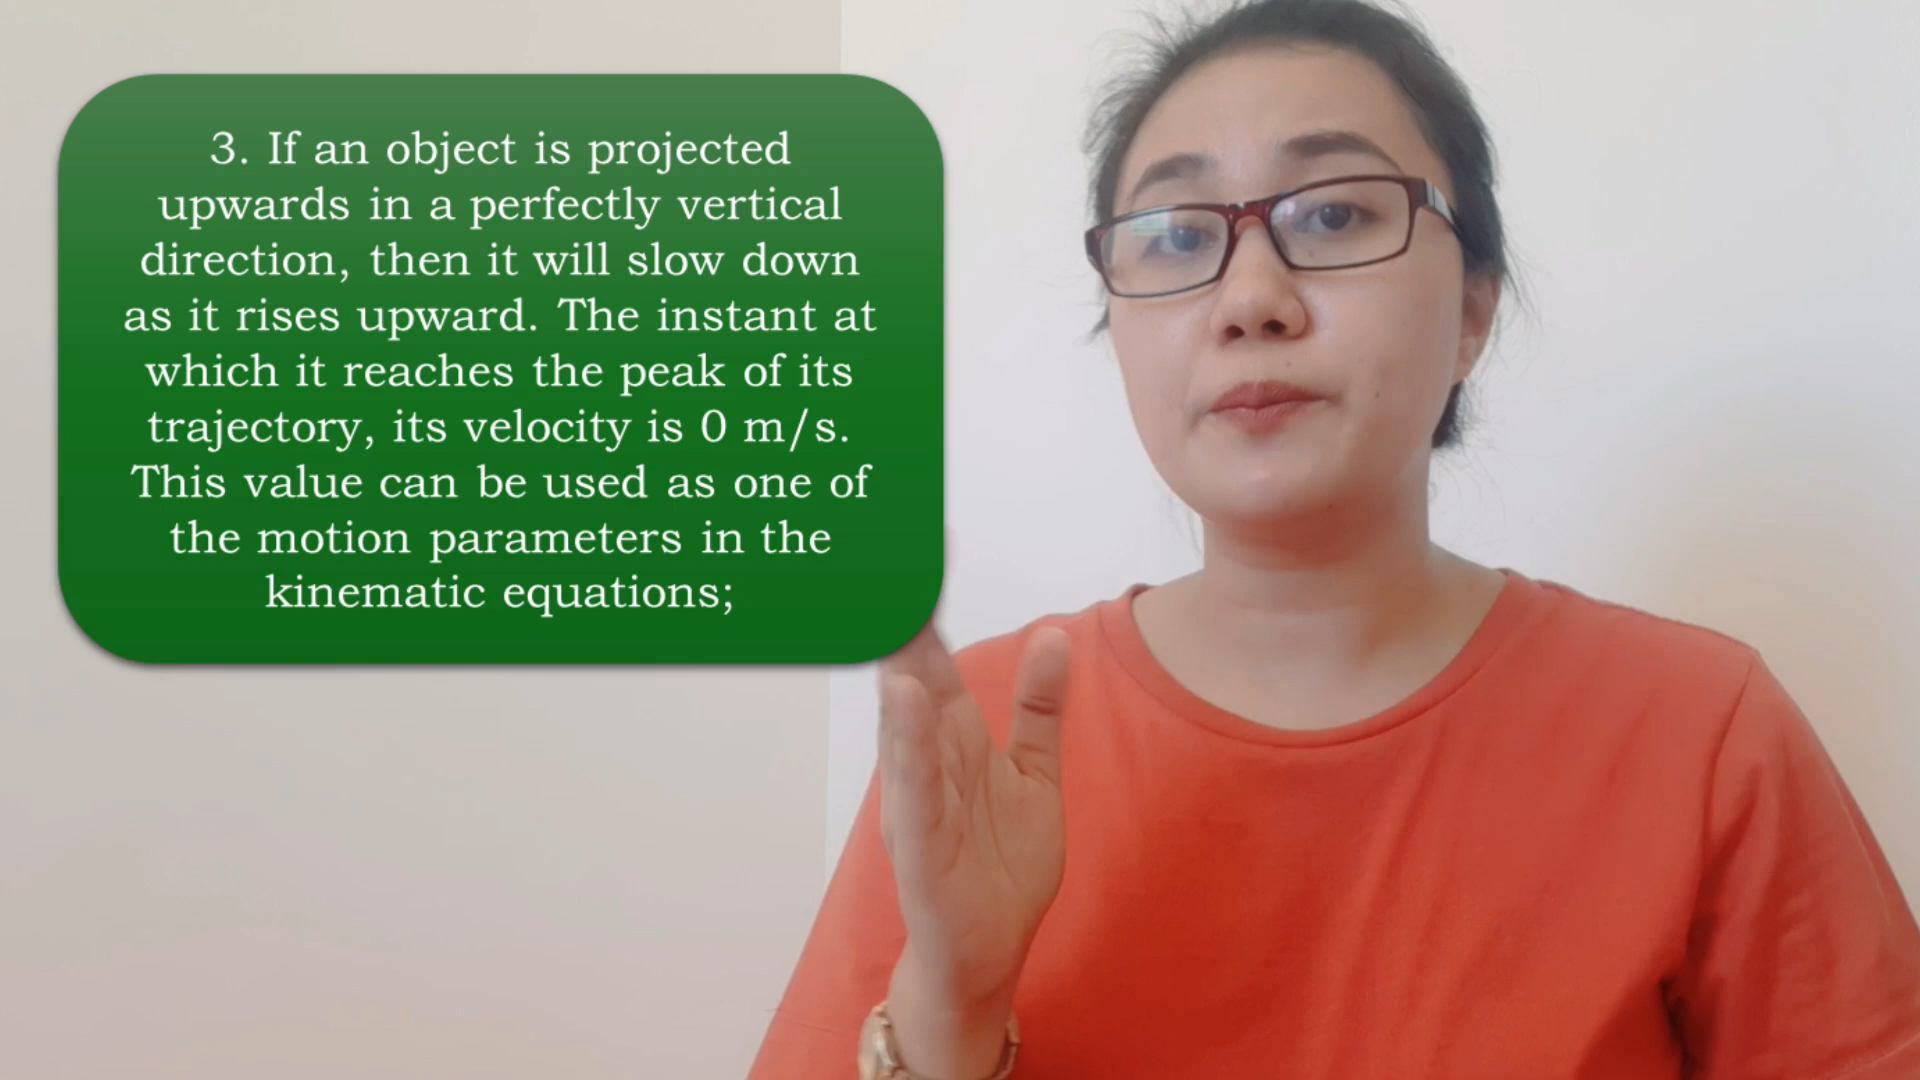 3. If an object is projected
upwards in a perfectly vertical
direction, then it will slow down
as it rises upward. The instant at
which it reaches the peak of its
trajectory, its velocity is 0 m/s.
This value can be used as one of
the motion parameters in the
kinematic equations;